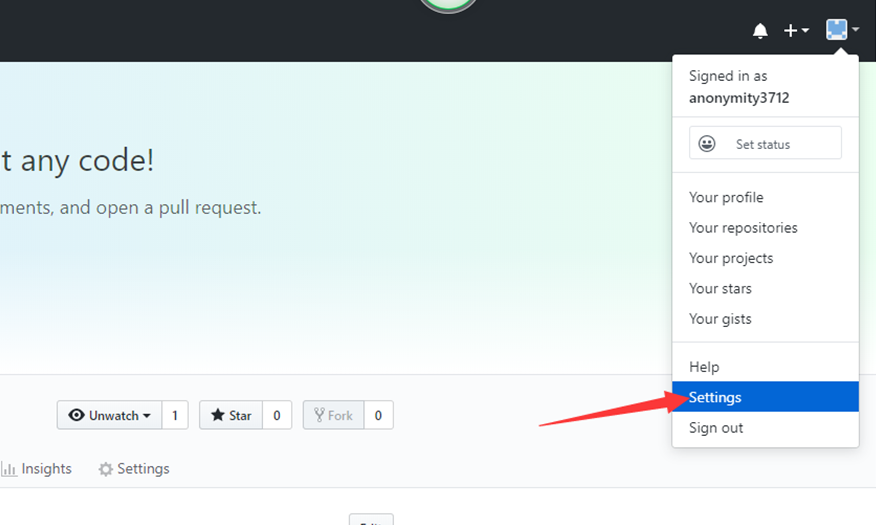 Signed in as
anonymity3712
Set status
t any code!
ments, and open a pull request.
Your profile
Your repositories
Your projects
Your stars
Your gists
Help
Settings
Sign out
Unwatch 1 Star 0 Fork 0
Insights Settings